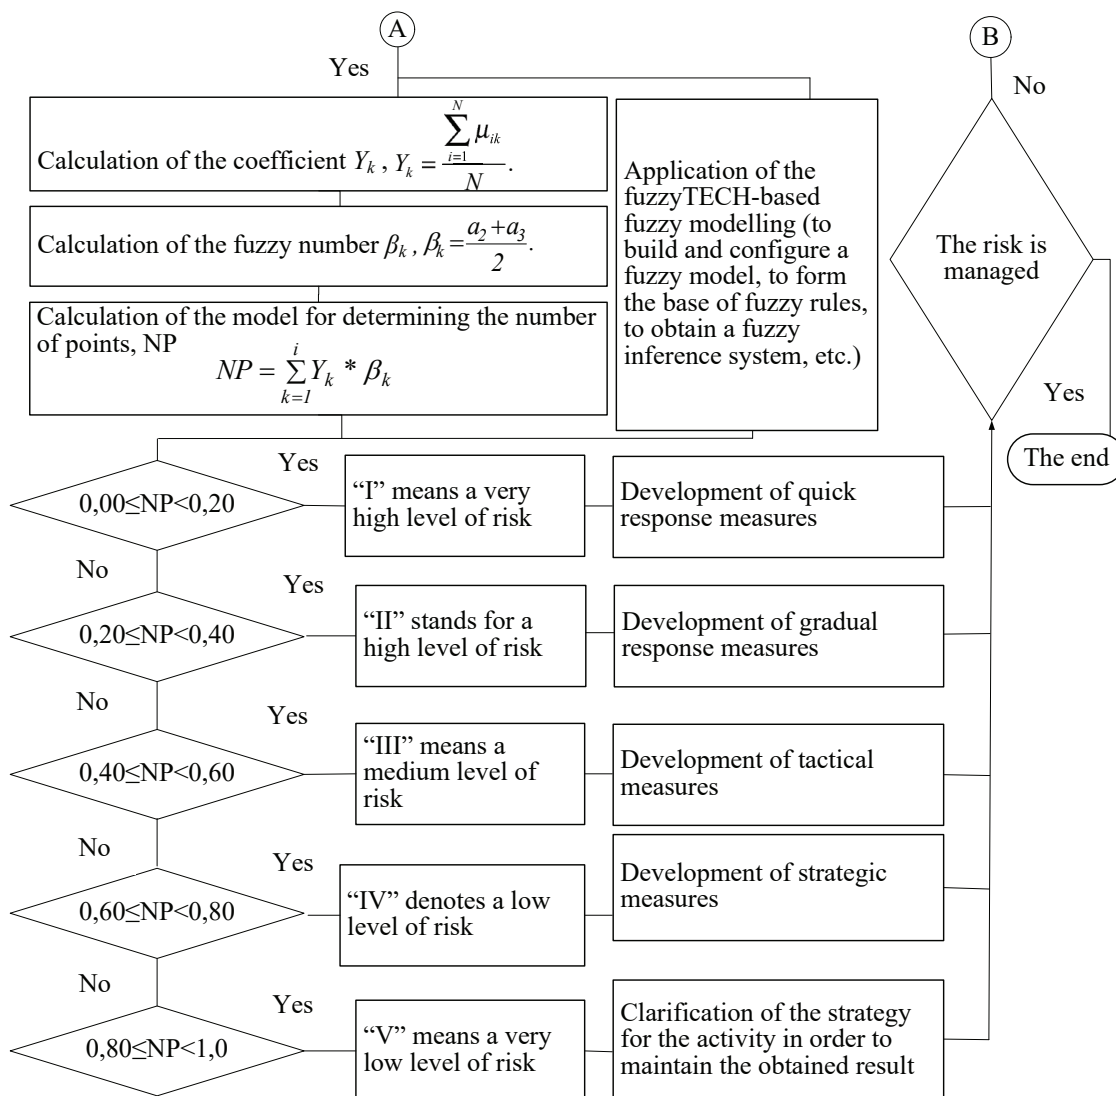 A
Yes
Calculation of the coefficient Y_k , Y_k = \frac{\sum_{i=1}^{N} μ_{ik}}{N}.
Calculation of the fuzzy number β_k , β_k = \frac{a_2+a_3}{2}.
Calculation of the model for determining the number
of points, NP
NP = \sum_{k=1}^{i} Y_k * β_k
Application of the
fuzzyTECH-based
fuzzy modelling (to
build and configure a
fuzzy model, to form
the base of fuzzy rules,
to obtain a fuzzy
inference system, etc.)
B
No
The risk is
managed
Yes
The end
0,00≤NP<0,20
Yes
“I” means a very
high level of risk
Development of quick
response measures
No
0,20≤NP<0,40
Yes
“II” stands for a
high level of risk
Development of gradual
response measures
No
0,40≤NP<0,60
Yes
“III” means a
medium level of
risk
Development of tactical
measures
No
0,60≤NP<0,80
Yes
“IV” denotes a low
level of risk
Development of strategic
measures
No
0,80≤NP<1,0
Yes
“V” means a very
low level of risk
Clarification of the strategy
for the activity in order to
maintain the obtained result